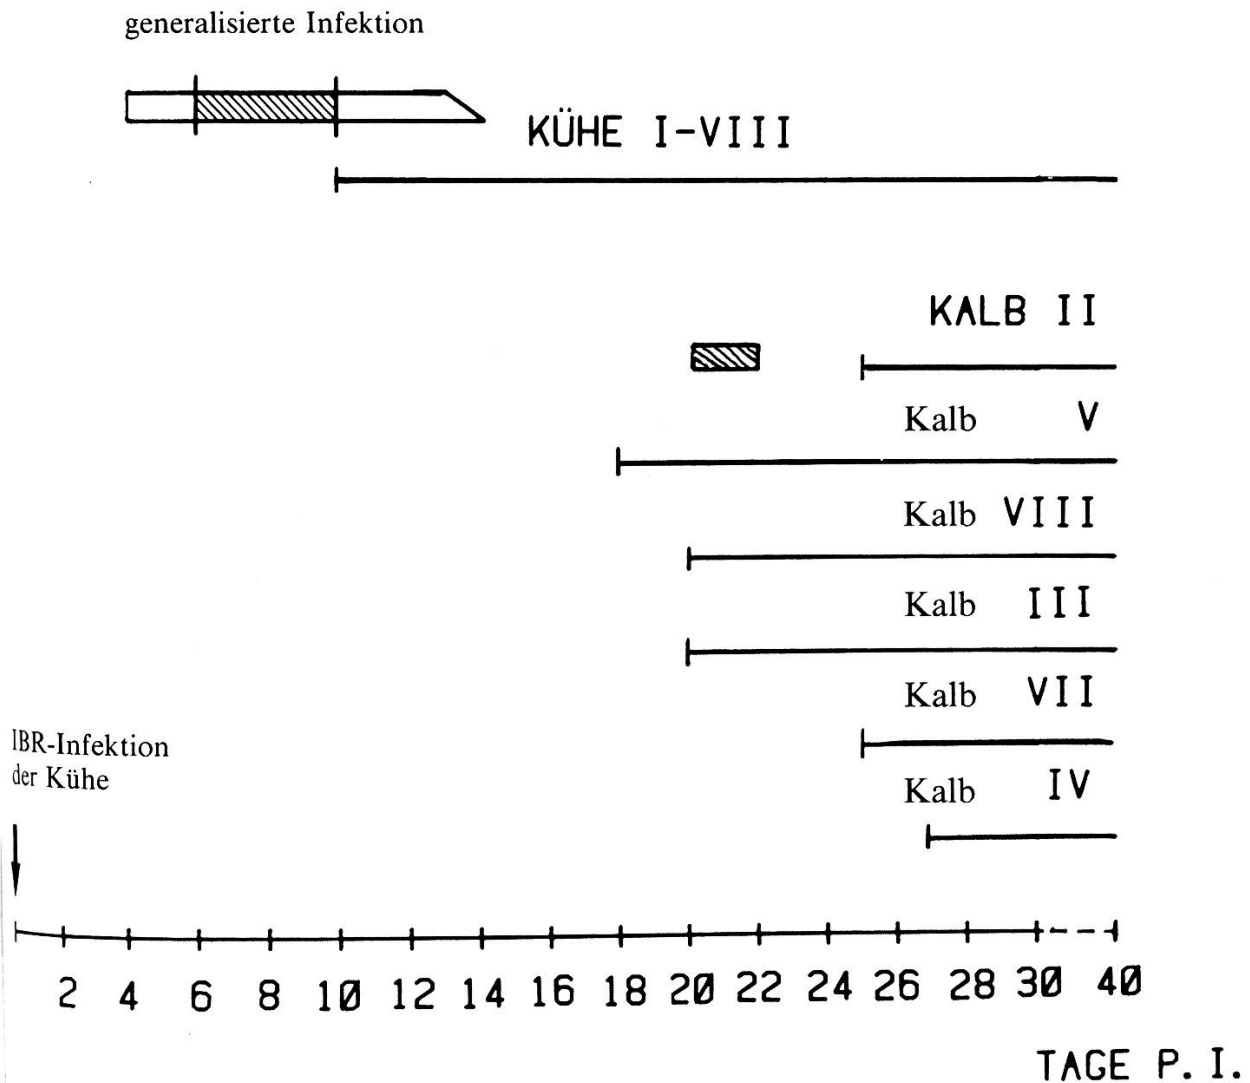 generalisierte Infektion
KÜHE I-VIII
KALB II
Kalb V
Kalb VIII
Kalb III
Kalb VII
IBR-Infektion
der Kühe
Kalb IV
2 4 6 8 10 12 14 16 18 20 22 24 26 28 30 40
TAGE P. I.